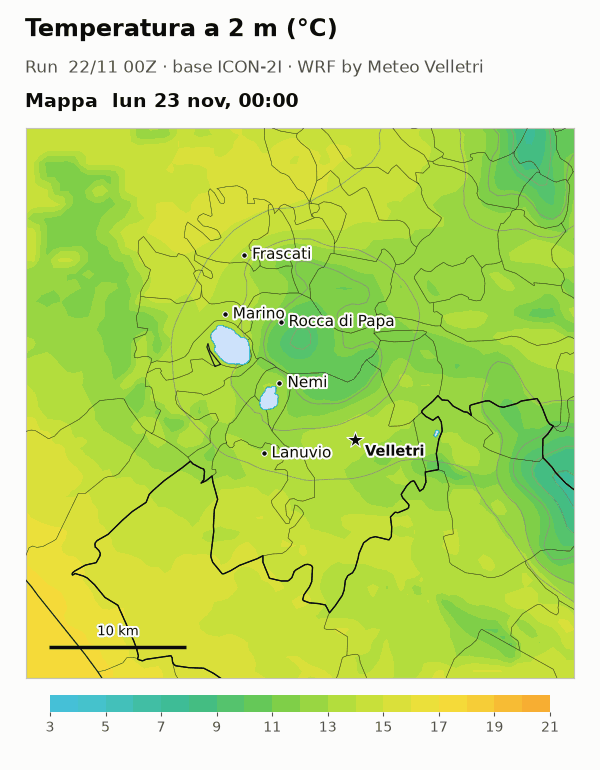 Temperatura a 2 m (°C)
Run  22/11 00Z · base ICON-2I · WRF by Meteo Velletri
Mappa  lun 23 nov, 00:00
Frascati
Marino
Rocca di Papa
Nemi
Velletri
Lanuvio
10 km
3 5 7 9 11 13 15 17 19 21